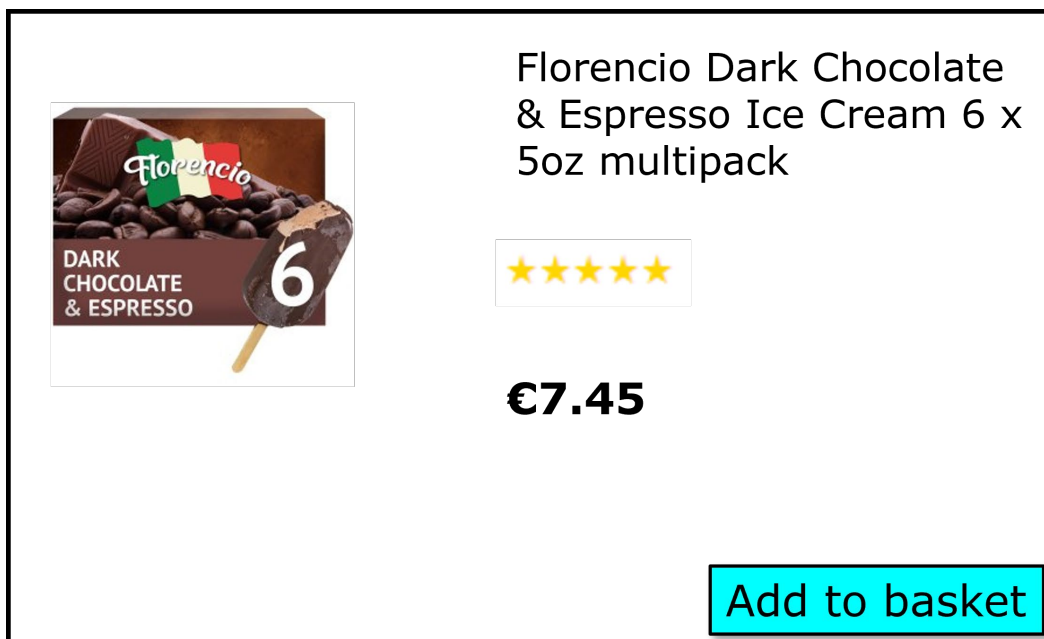 Florencio Dark Chocolate
& Espresso Ice Cream 6 x
5oz multipack
Florencio
DARK
CHOCOLATE
& ESPRESSO
6
€7.45
Add to basket